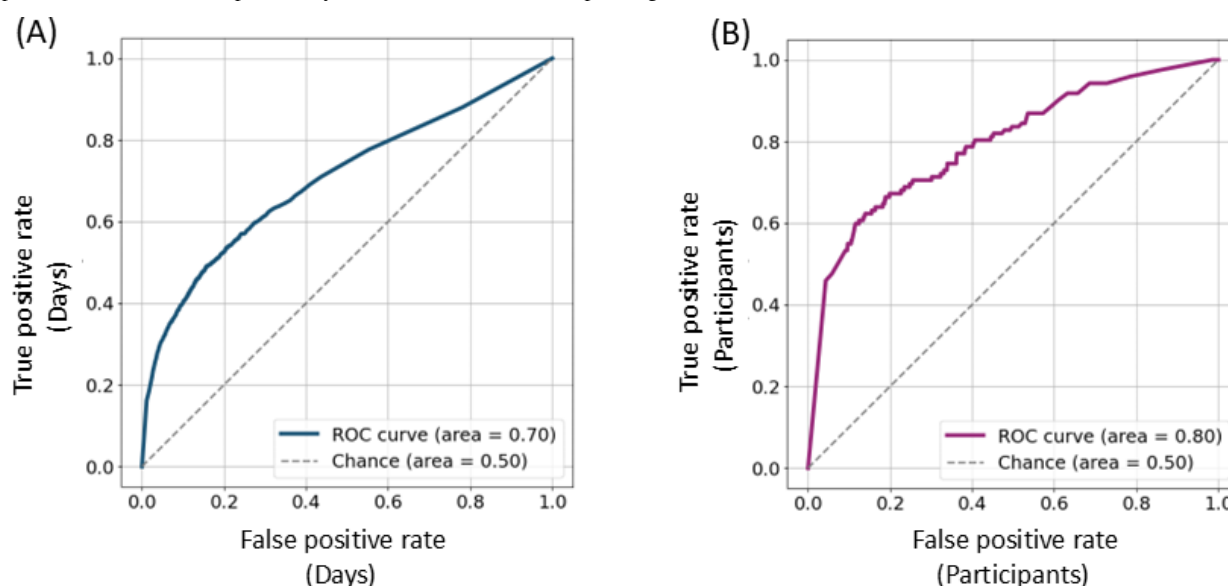 (A)
1.0
0.8
0.6
0.4
0.2
0.0
True positive rate
(Days)
ROC curve (area = 0.70)
Chance (area = 0.50)
0.0 0.2 0.4 0.6 0.8 1.0
False positive rate
(Days)
(B)
1.0
0.8
0.6
0.4
0.2
0.0
True positive rate
(Participants)
ROC curve (area = 0.80)
Chance (area = 0.50)
0.0 0.2 0.4 0.6 0.8 1.0
False positive rate
(Participants)